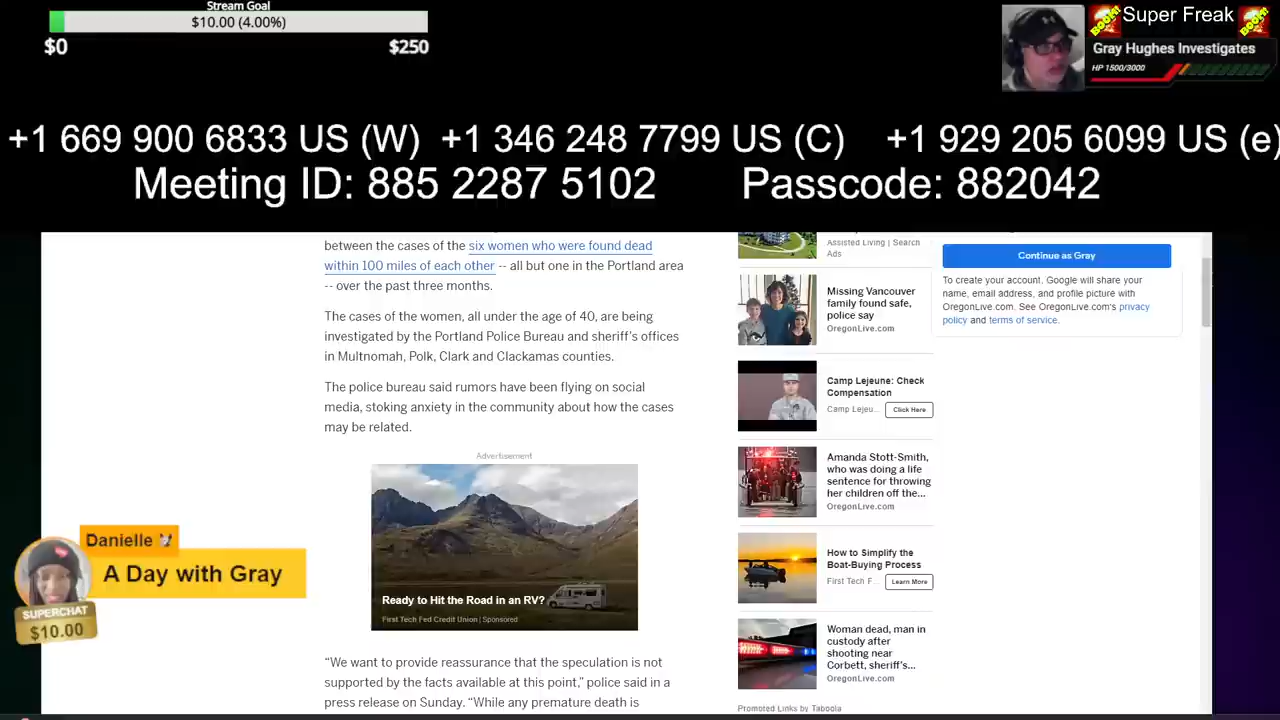 Stream Goal
$10.00 (4.00%)
$0
$250
Super Freak
Gray Hughes Investigates
HP 1500/3000
+1 669 900 6833 US (W) +1 346 248 7799 US (C) +1 929 205 6099 US (e)
Meeting ID: 885 2287 5102 Passcode: 882042
between the cases of the six women who were found dead
within 100 miles of each other -- all but one in the Portland area
-- over the past three months.
The cases of the women, all under the age of 40, are being
investigated by the Portland Police Bureau and sheriff's offices
in Multnomah, Polk, Clark and Clackamas counties.
The police bureau said rumors have been flying on social
media, stoking anxiety in the community about how the cases
may be related.
Advertisement
Ready to Hit the Road in an RV?
First Tech Fed Credit Union | Sponsored
“We want to provide reassurance that the speculation is not
supported by the facts available at this point,” police said in a
press release on Sunday. “While any premature death is
Danielle
A Day with Gray
SUPERCHAT
$10.00
Assisted Living | Search
Ads
Missing Vancouver
family found safe,
police say
OregonLive.com
Camp Lejeune: Check
Compensation
Camp Lejeu...
Click Here
Amanda Stott-Smith,
who was doing a life
sentence for throwing
her children off the...
OregonLive.com
How to Simplify the
Boat-Buying Process
First Tech F...
Learn More
Woman dead, man in
custody after
shooting near
Corbett, sheriff's...
OregonLive.com
Promoted Links by Taboola
Continue as Gray
To create your account, Google will share your
name, email address, and profile picture with
OregonLive.com. See OregonLive.com's privacy
policy and terms of service.